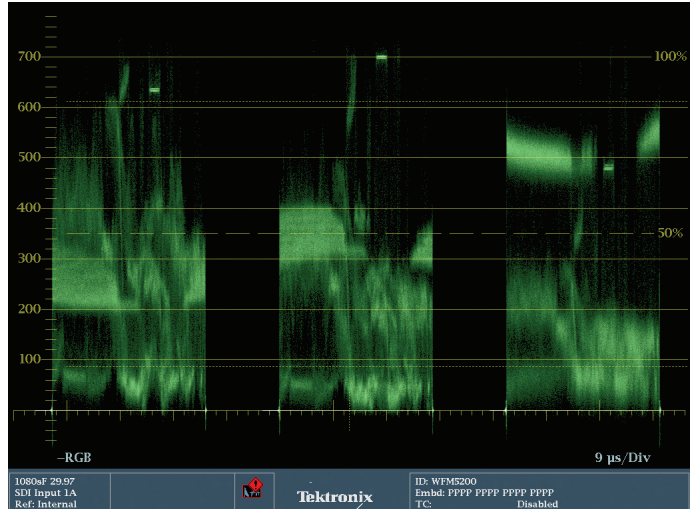 700
100%
600
500
400
50%
300
200
100
–RGB
9 µs/Div
1080sF 29.97
SDI Input 1A
Ref: Internal
Tektronix
ID: WFM5200
Embd: PPPP PPPP PPPP PPPP
TC: Disabled